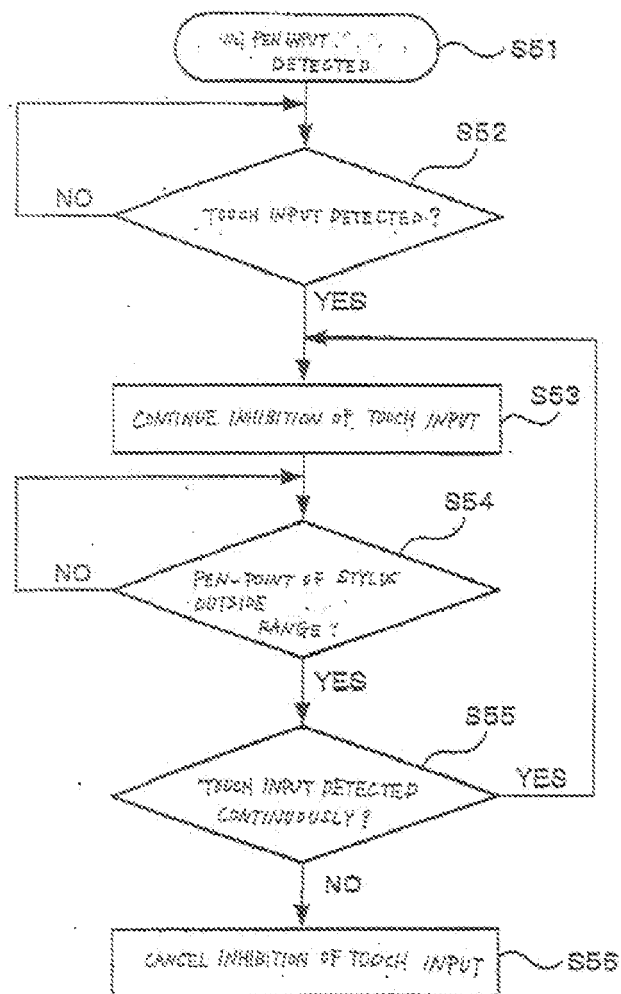 PEN INPUT
DETECTED
S51
S52
NO
TOUCH INPUT DETECTED?
YES
CONTINUE INHIBITION OF TOUCH INPUT
S53
S54
NO
PEN-POINT OF STYLUS
OUTSIDE
RANGE?
YES
S55
TOUCH INPUT DETECTED
CONTINUOUSLY?
YES
NO
CANCEL INHIBITION OF TOUCH INPUT
S56